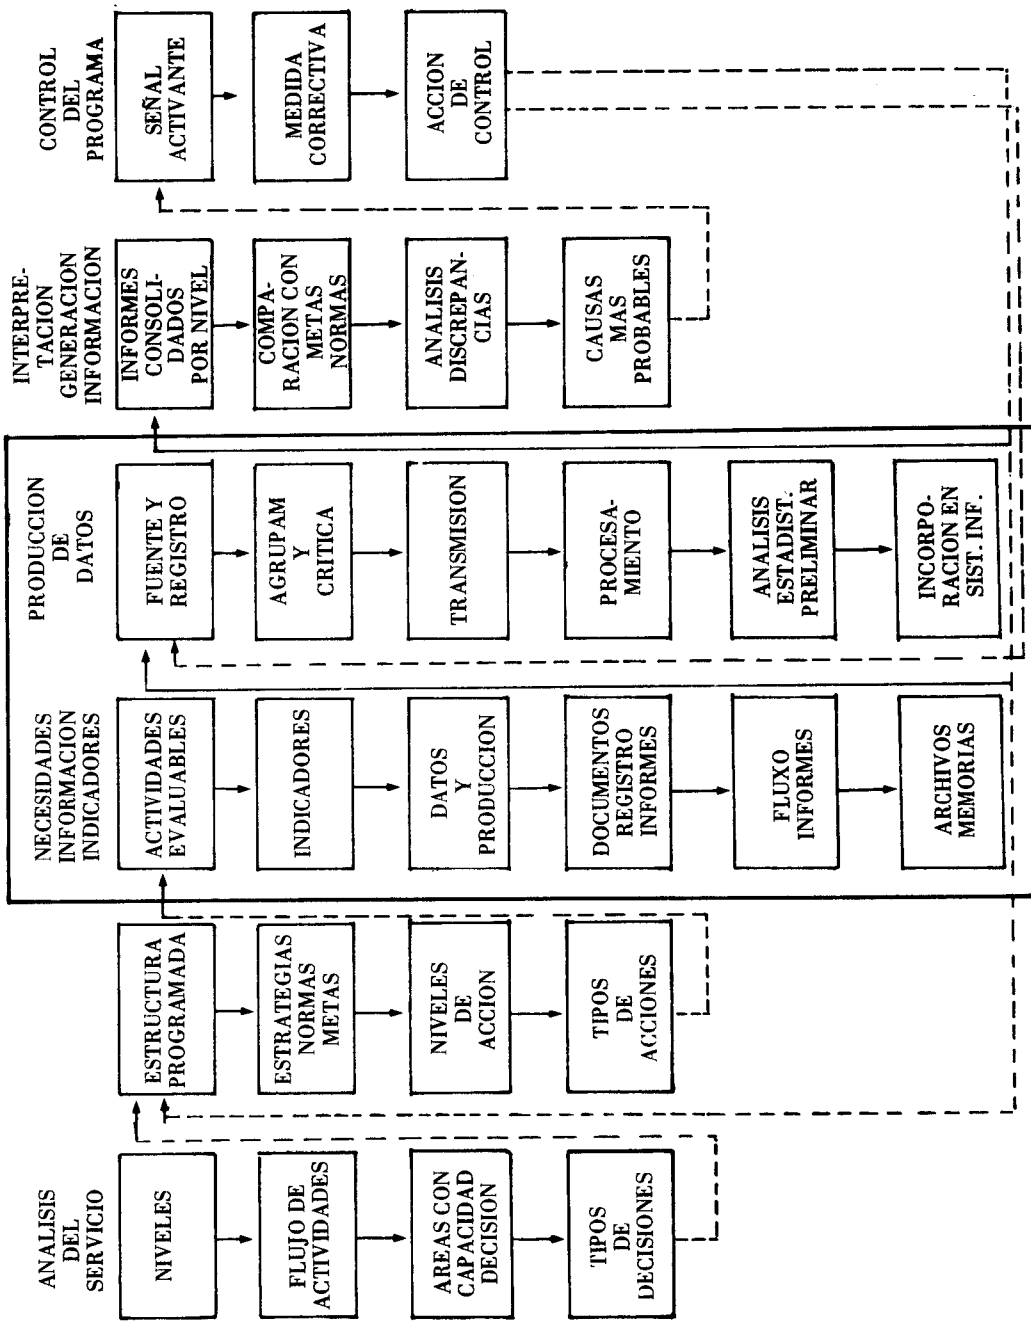 ANALISIS
DEL
SERVICIO
NIVELES
FLUJO DE
ACTIVIDADES
AREAS CON
CAPACIDAD
DECISION
TIPOS
DE
DECISIONES
ESTRUCTURA
PROGRAMADA
ESTRATEGIAS
NORMAS
METAS
NIVELES
DE
ACCION
TIPOS
DE
ACCIONES
NECESIDADES
INFORMACION
INDICADORES
ACTIVIDADES
EVALUABLES
INDICADORES
DATOS
Y
PRODUCCION
DOCUMENTOS
REGISTRO
INFORMES
FLUXO
INFORMES
ARCHIVOS
MEMORIAS
PRODUCCION
DE
DATOS
FUENTE Y
REGISTRO
AGRUPAM
Y
CRITICA
TRANSMISION
PROCESA-
MIENTO
ANALISIS
ESTADIST.
PRELIMINAR
INCORPO-
RACION EN
SIST. INF.
INTERPRE-
TACION
GENERACION
INFORMACION
INFORMES
CONSOLI-
DADOS
POR NIVEL
COMPA-
RACION CON
METAS
NORMAS
ANALISIS
DISCREPAN-
CIAS
CAUSAS
MAS
PROBABLES
CONTROL
DEL
PROGRAMA
SEÑAL
ACTIVANTE
MEDIDA
CORRECTIVA
ACCION
DE
CONTROL